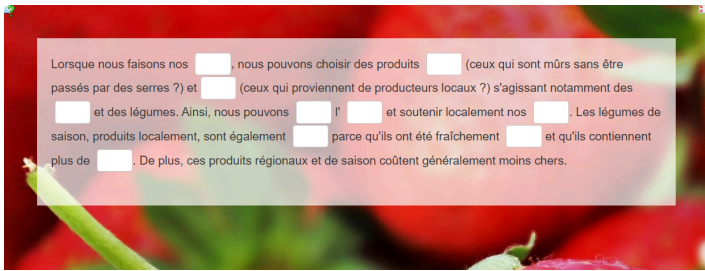 Lorsque nous faisons nos , nous pouvons choisir des produits (ceux qui sont mûrs sans être
passés par des serres ?) et (ceux qui proviennent de producteurs locaux ?) s'agissant notamment des
et des légumes. Ainsi, nous pouvons l' et soutenir localement nos . Les légumes de
saison, produits localement, sont également parce qu'ils ont été fraîchement et qu'ils contiennent
plus de . De plus, ces produits régionaux et de saison coûtent généralement moins chers.